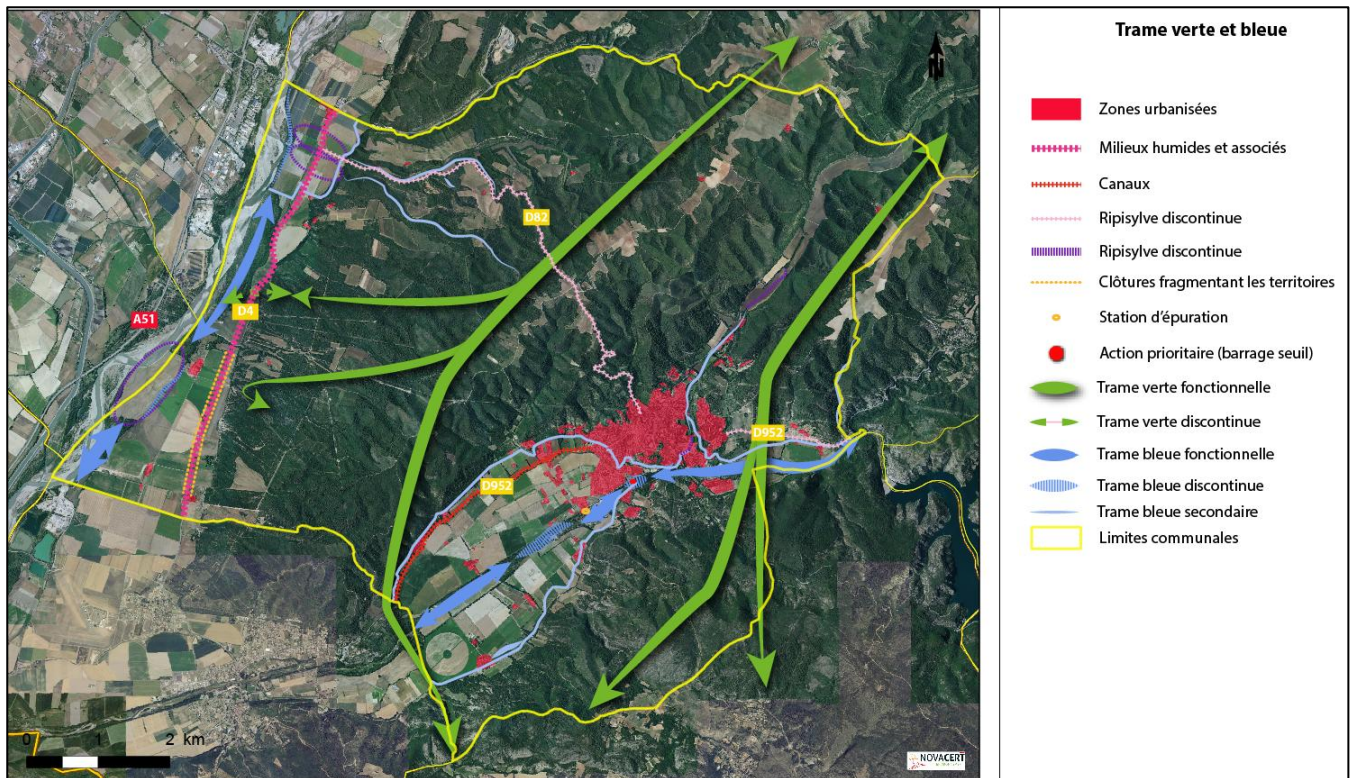 Trame verte et bleue
Zones urbanisées
Milieux humides et associés
Canaux
Ripisylve discontinue
Ripisylve discontinue
Clôtures fragmentant les territoires
Station d'épuration
Action prioritaire (barrage seuil)
Trame verte fonctionnelle
Trame verte discontinue
Trame bleue fonctionnelle
Trame bleue discontinue
Trame bleue secondaire
Limites communales
D82
A51
D4
D952
D952
0 1 2 km
NOVACERT